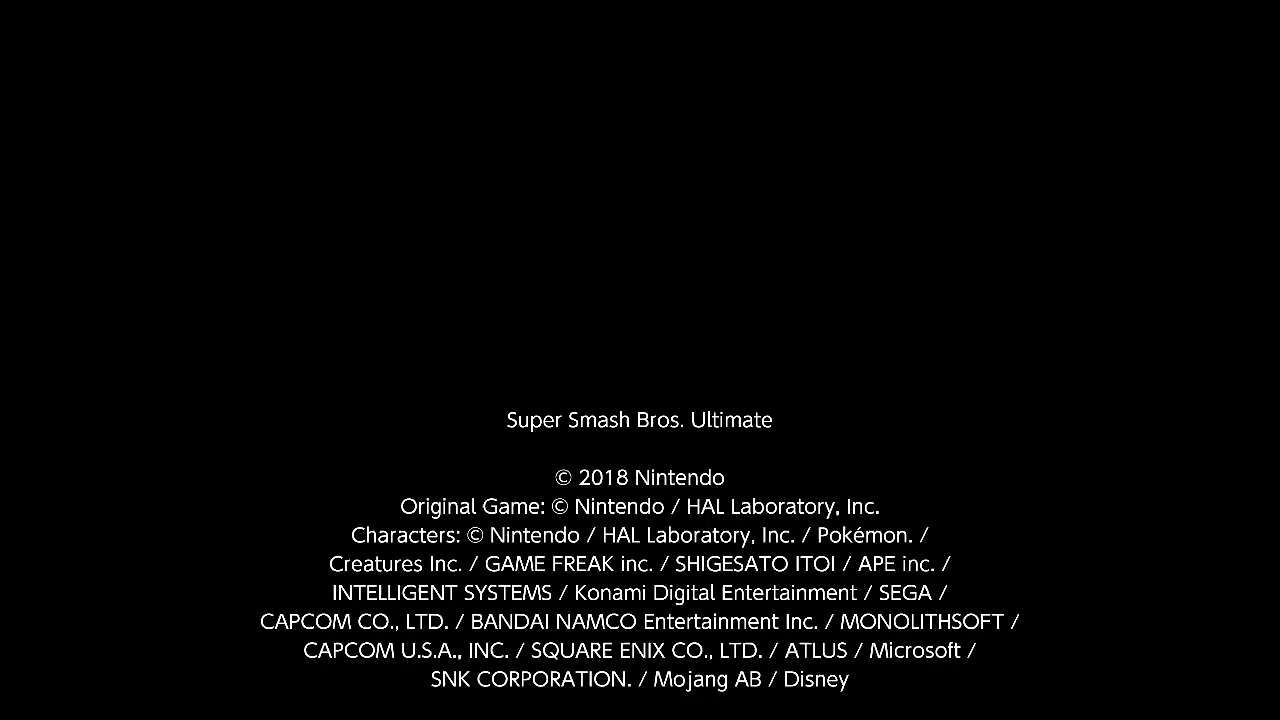 Super Smash Bros. Ultimate
© 2018 Nintendo
Original Game: © Nintendo / HAL Laboratory, Inc.
Characters: © Nintendo / HAL Laboratory, Inc. / Pokémon. /
Creatures Inc. / GAME FREAK inc. / SHIGESATO ITOI / APE inc. /
INTELLIGENT SYSTEMS / Konami Digital Entertainment / SEGA /
CAPCOM CO., LTD. / BANDAI NAMCO Entertainment Inc. / MONOLITHSOFT /
CAPCOM U.S.A., INC. / SQUARE ENIX CO., LTD. / ATLUS / Microsoft /
SNK CORPORATION. / Mojang AB / Disney